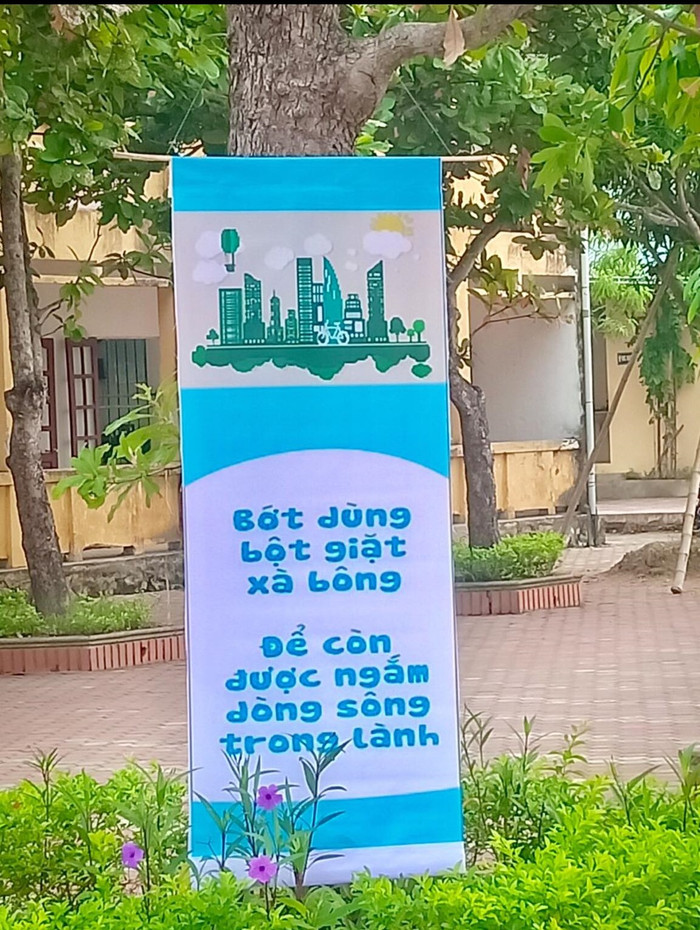 Bớt dùng
bột giặt
xà bông
Để còn
được ngắm
dòng sông
trong lành